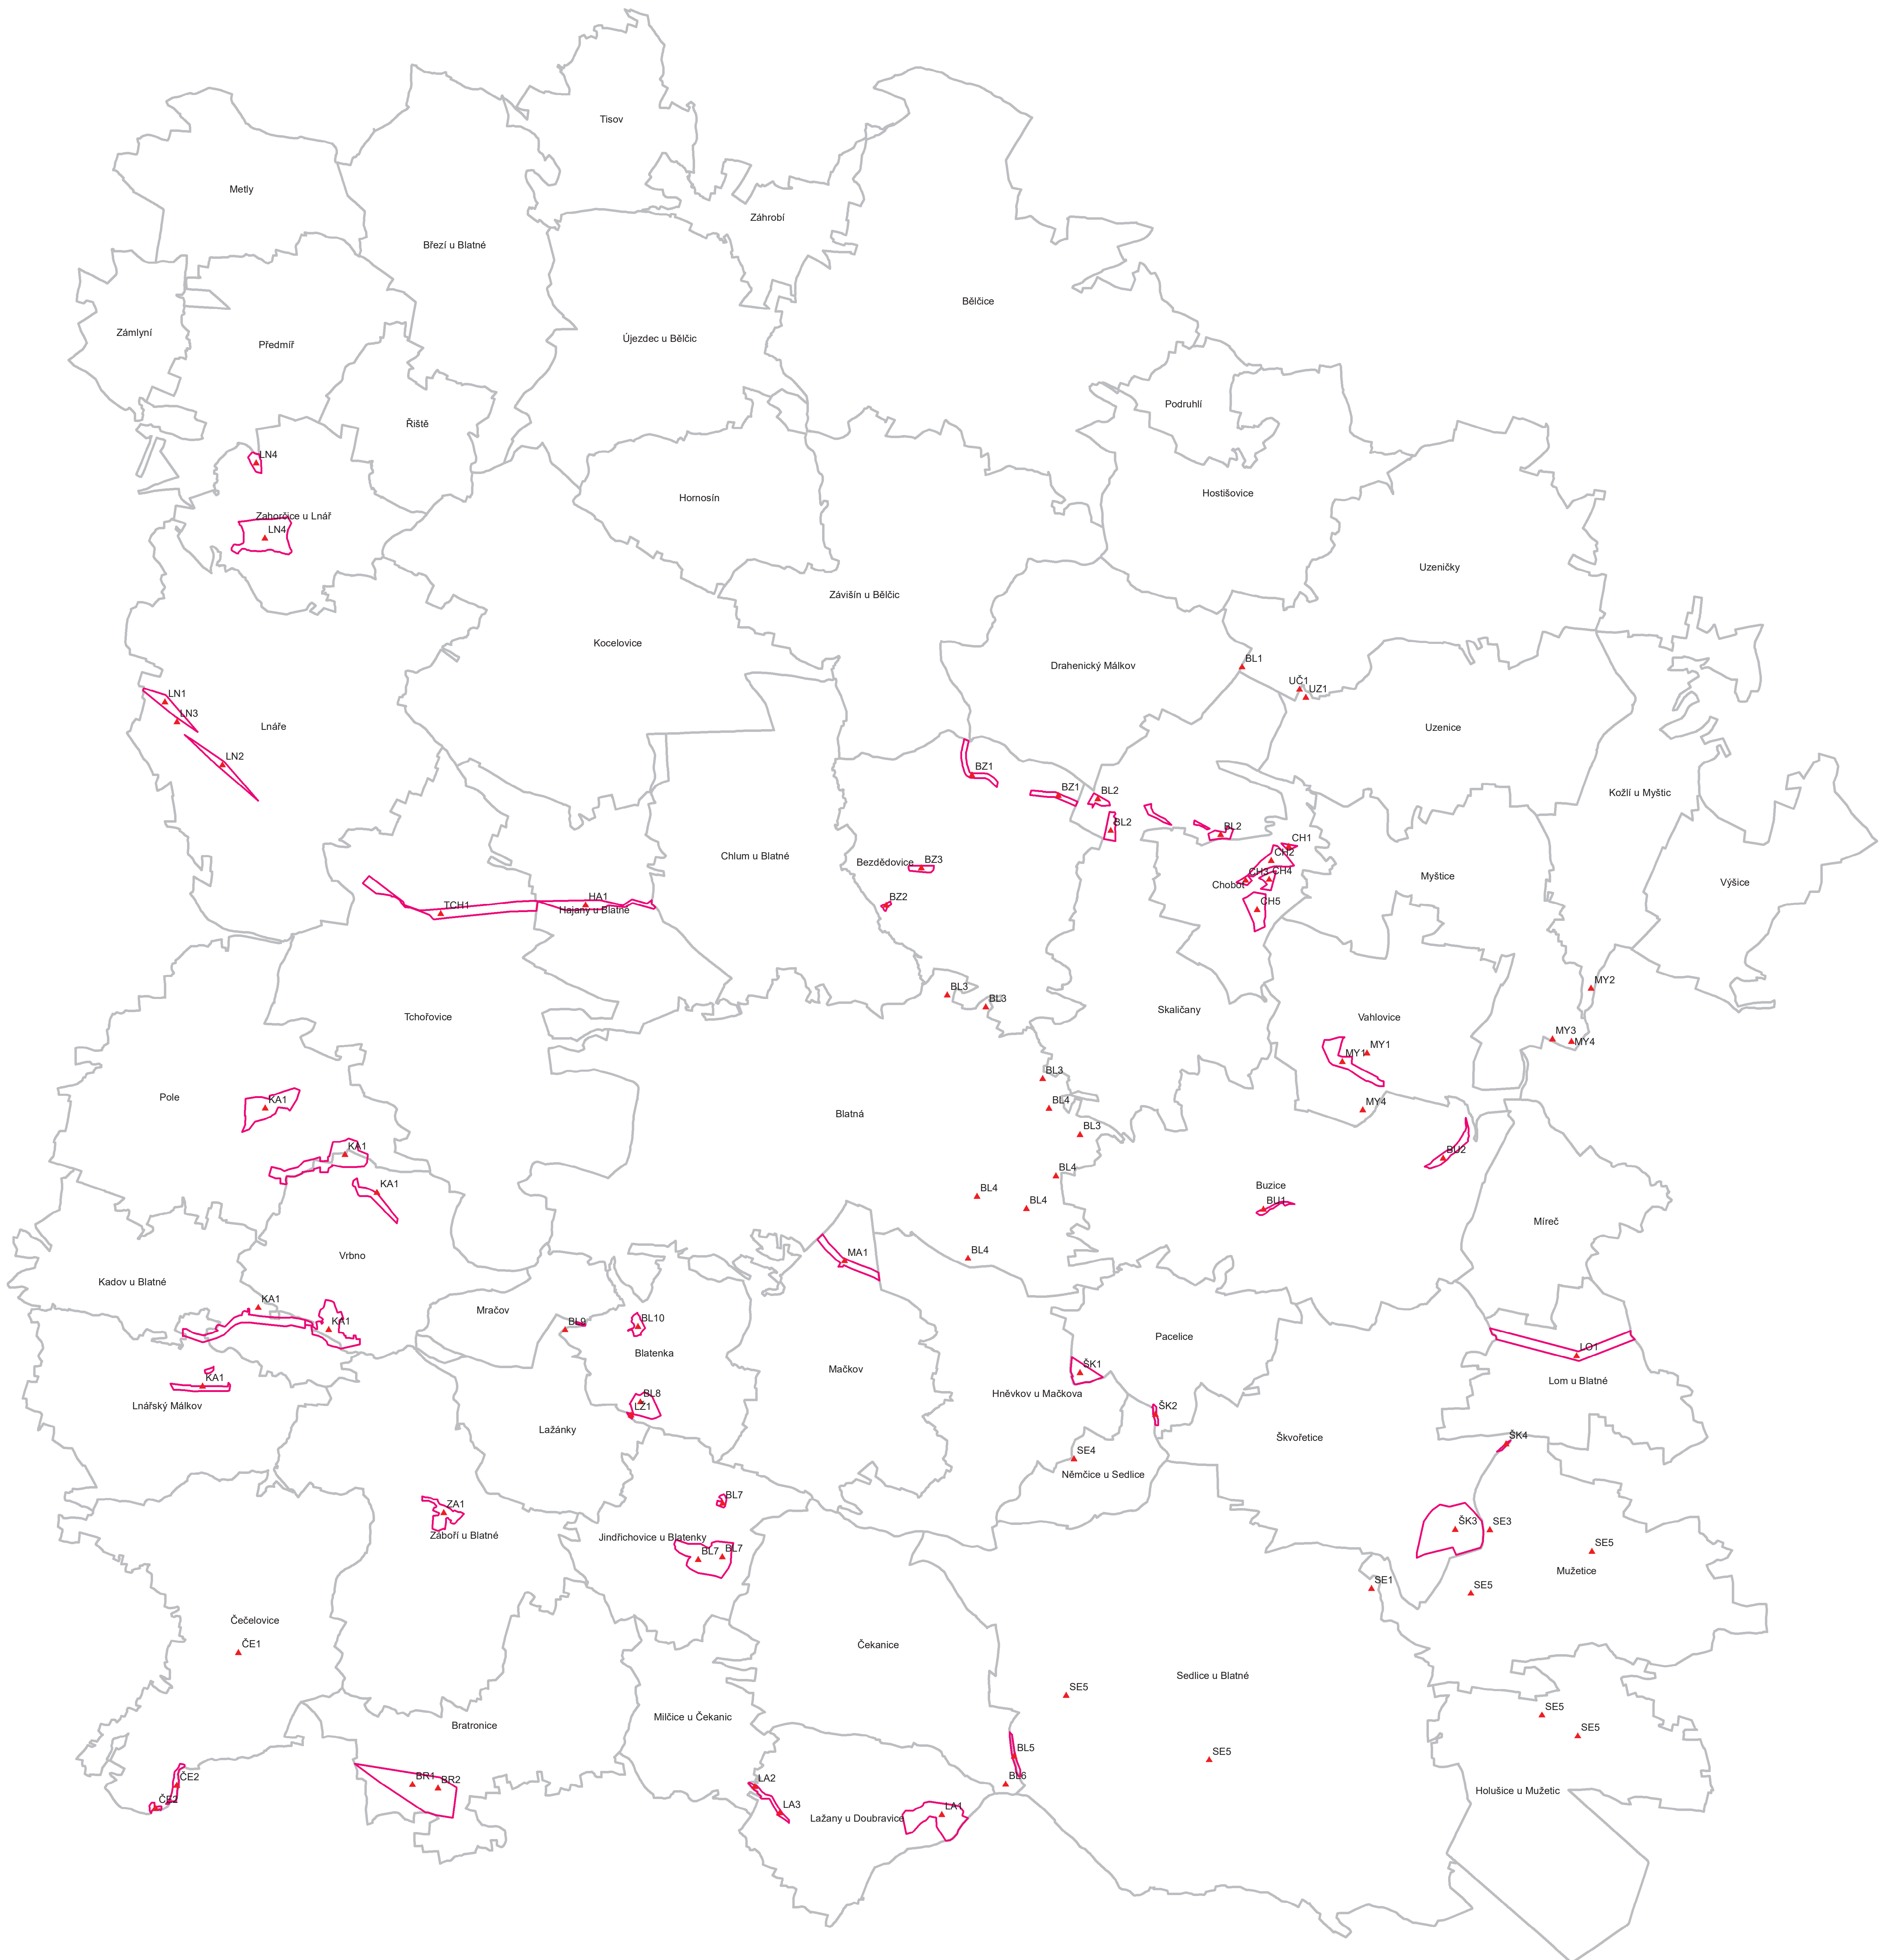 Tisov
Metly
Záhrobí
Březí u Blatné
Bělčice
Zámlyní
Újezdec u Bělčic
Předmíř
Podruhlí
Řiště
LN4
Hornosín
Hostišovice
Zahorčice u Lnář
LN4
Uzeničky
Závišín u Bělčic
Kocelovice
BL1
Drahenický Málkov
UČ1
UZ1
LN1
LN3
Lnáře
Uzenice
LN2
BZ1
BZ1
BL2
Kožlí u Myštic
BL2
BL2
CH1
CH2
Chlum u Blatné
Bezdědovice
BZ3
CH3
CH4
Chobot
Myštice
Výšice
HA1
BZ2
TCH1
Hajany u Blatné
CH5
MY2
BL3
BL3
Skaličany
Tchořovice
Vahlovice
MY3
MY4
MY1
MY1
BL3
Pole
KA1
BL4
MY4
Blatná
BL3
KA1
BU2
BL4
KA1
BL4
Buzice
BU1
BL4
Míreč
Vrbno
MA1
BL4
Kadov u Blatné
KA1
Mračov
KA1
BL9
BL10
Pacelice
LO1
Blatenka
Mačkov
ŠK1
KA1
Hněvkov u Mačkova
Lom u Blatné
Lnářský Málkov
BL8
LZ1
ŠK2
Lažánky
Škvořetice
ŠK4
SE4
Němčice u Sedlice
BL7
ZA1
Záboří u Blatné
Jindřichovice u Blatenky
ŠK3
SE3
BL7
BL7
SE5
Mužetice
SE1
SE5
Čečelovice
ČE1
Čekanice
Sedlice u Blatné
SE5
Milčice u Čekanic
Bratronice
SE5
SE5
BL5
SE5
ČE2
BR1
BR2
LA2
BL6
Holušice u Mužetic
ČE2
LA3
Lažany u Doubravice
LA1